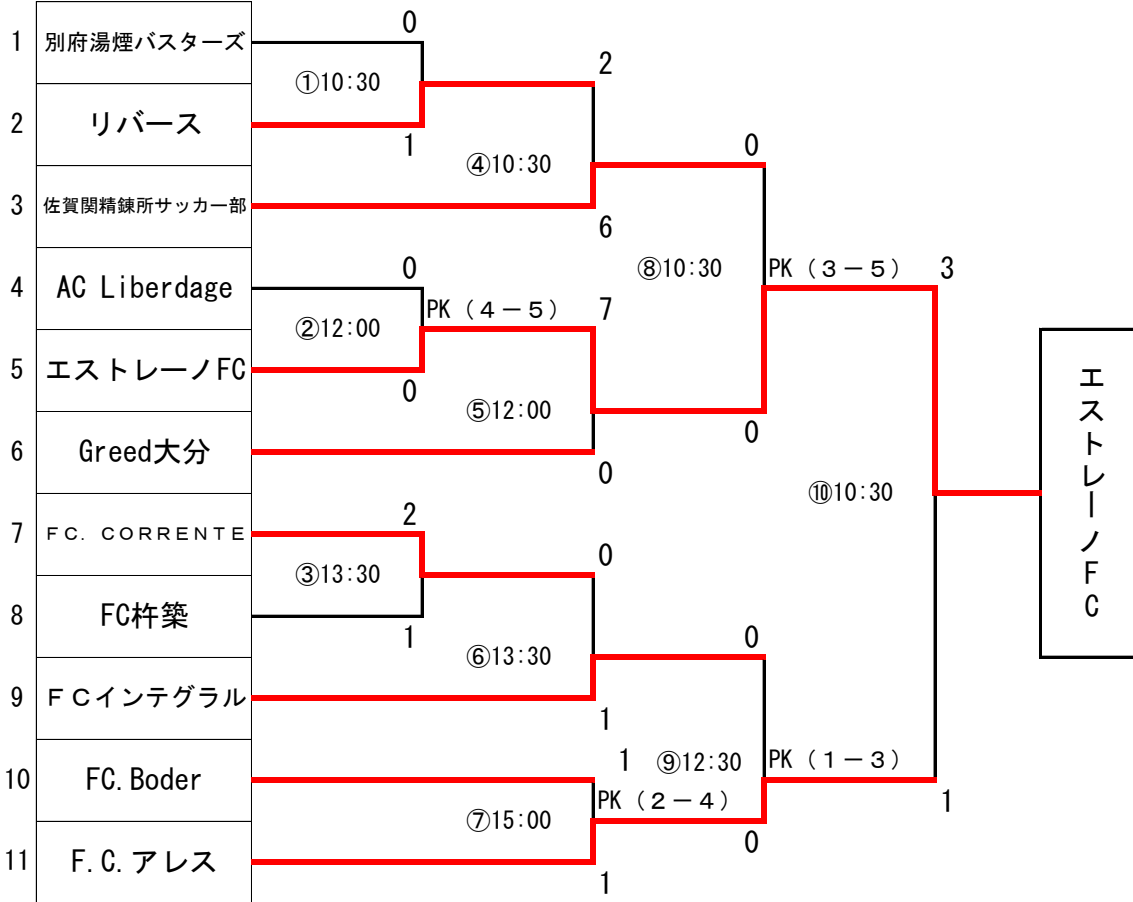 0
1 別府湯煙バスターズ
2
①10:30
2 リバース
1
④10:30
0
3 佐賀関精錬所サッカー部
6
0
⑧10:30
PK（３－５） 3
4 AC Liberdage
PK（４－５） 7
②12:00
5 エストレーノFC
0
⑤12:00
0
6 Greed大分
0
⑩10:30
エストレーノFC
2
7 ＦＣ．ＣＯＲＲＥＮＴＥ
0
③13:30
8 FC杵築
1
⑥13:30
0
9 ＦＣインテグラル
1
1 ⑨12:30
PK（１－３）
10 FC.Boder
PK（２－４）
1
⑦15:00
0
11 F.C.アレス
1